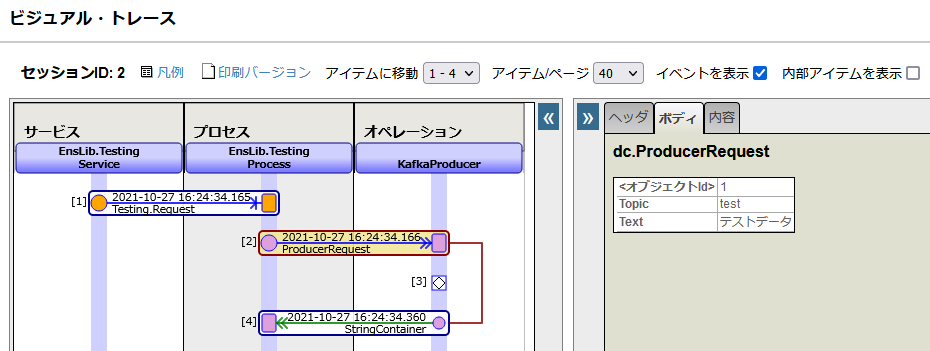 ビジュアル・トレース
セッションID: 2 凡例 印刷バージョン アイテムに移動 1 - 4 アイテム/ページ 40 イベントを表示 内部アイテムを表示
サービス プロセス オペレーション
EnsLib.Testing
Service
EnsLib.Testing
Process
KafkaProducer
[1] 2021-10-27 16:24:34.165
Testing.Request
[2] 2021-10-27 16:24:34.166
ProducerRequest
[3]
[4] 2021-10-27 16:24:34.360
StringContainer
« »
ヘッダ ボディ 内容
dc.ProducerRequest
<オブジェクトId> 1
Topic test
Text テストデータ